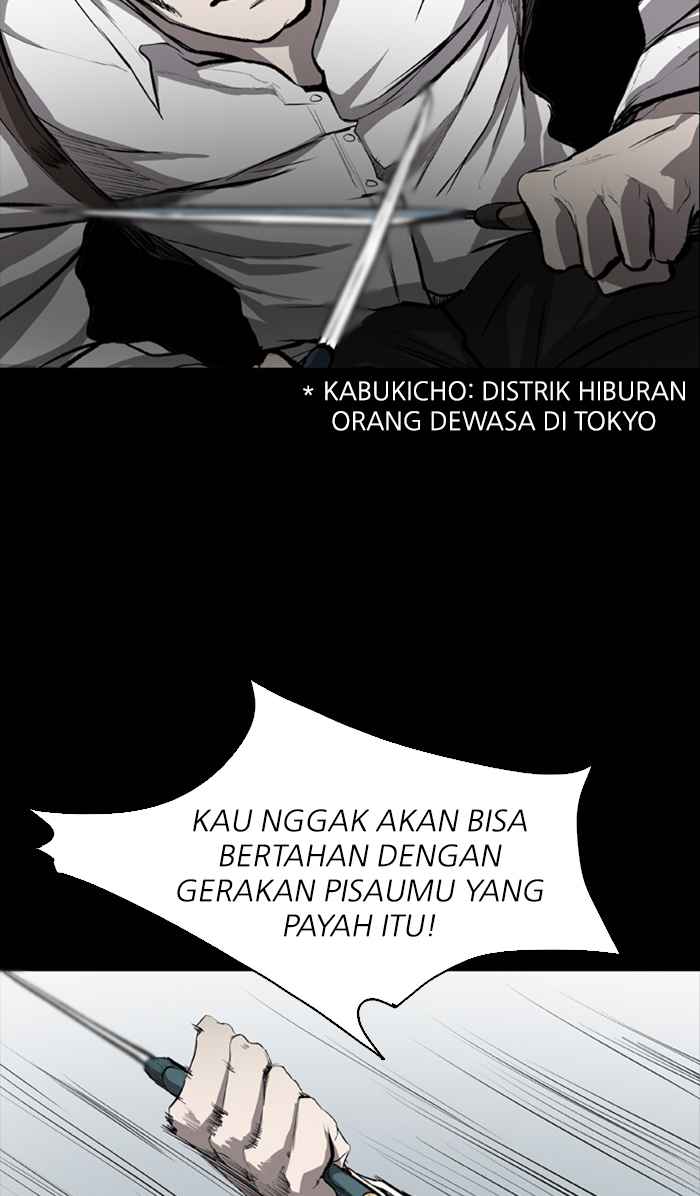 * KABUKICHO: DISTRIK HIBURAN
ORANG DEWASA DI TOKYO
KAU NGGAK AKAN BISA
BERTAHAN DENGAN
GERAKAN PISAUMU YANG
PAYAH ITU!